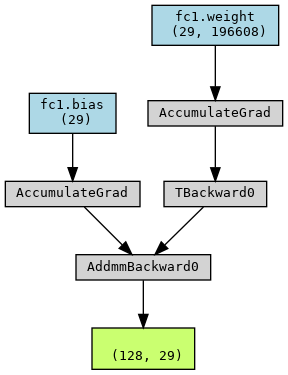 fc1.weight
(29, 196608)
fc1.bias
(29)
AccumulateGrad
AccumulateGrad
TBackward0
AddmmBackward0
(128, 29)